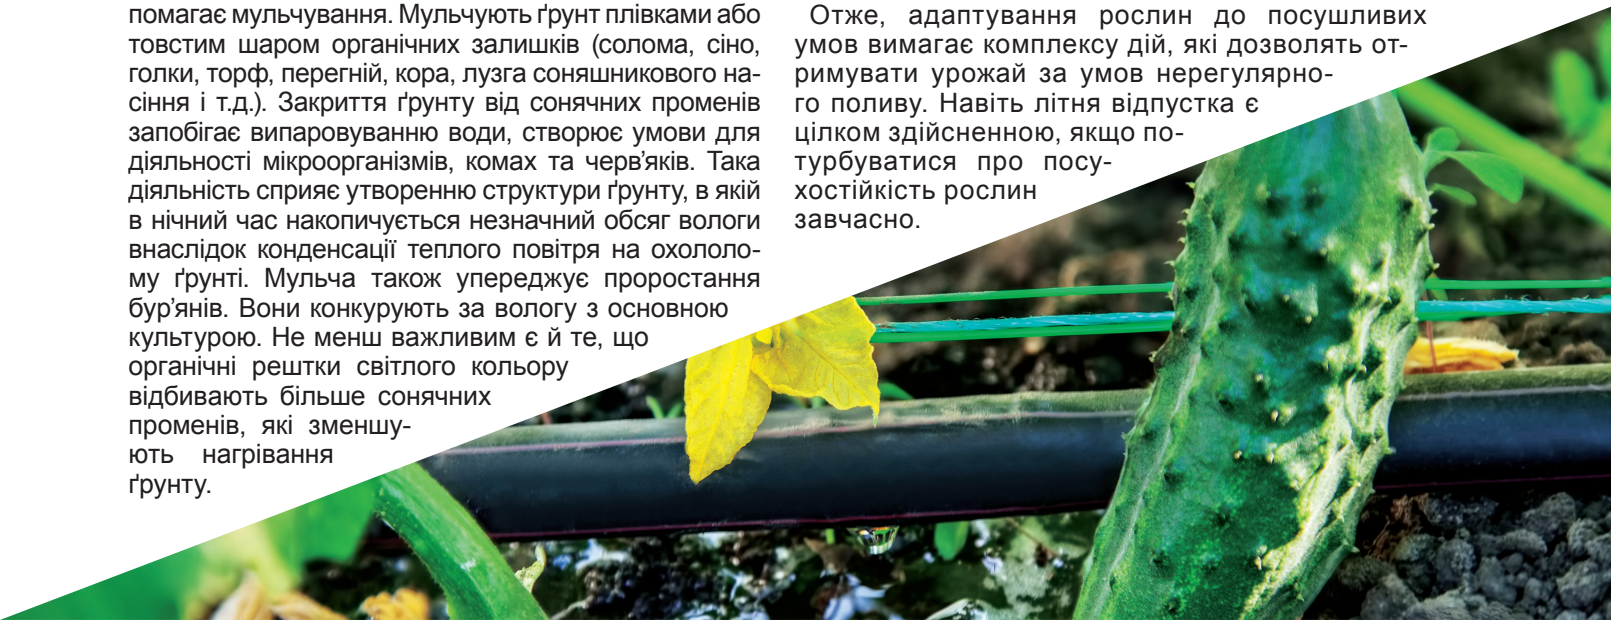 помагає мульчування. Мульчують ґрунт плівками або
товстим шаром органічних залишків (солома, сіно,
голки, торф, перегній, кора, лузга соняшникового на-
сіння і т.д.). Закриття ґрунту від сонячних променів
запобігає випаровуванню води, створює умови для
діяльності мікроорганізмів, комах та черв’яків. Така
діяльність сприяє утворенню структури ґрунту, в якій
в нічний час накопичується незначний обсяг вологи
внаслідок конденсації теплого повітря на охололо-
му ґрунті. Мульча також упереджує проростання
бур’янів. Вони конкурують за вологу з основною
культурою. Не менш важливим є й те, що
органічні рештки світлого кольору
відбивають більше сонячних
променів, які зменшу-
ють нагрівання
ґрунту.
Отже, адаптування рослин до посушливих
умов вимагає комплексу дій, які дозволять от-
римувати урожай за умов нерегулярно-
го поливу. Навіть літня відпустка є
цілком здійсненною, якщо по-
турбуватися про посу-
хостійкість рослин
завчасно.